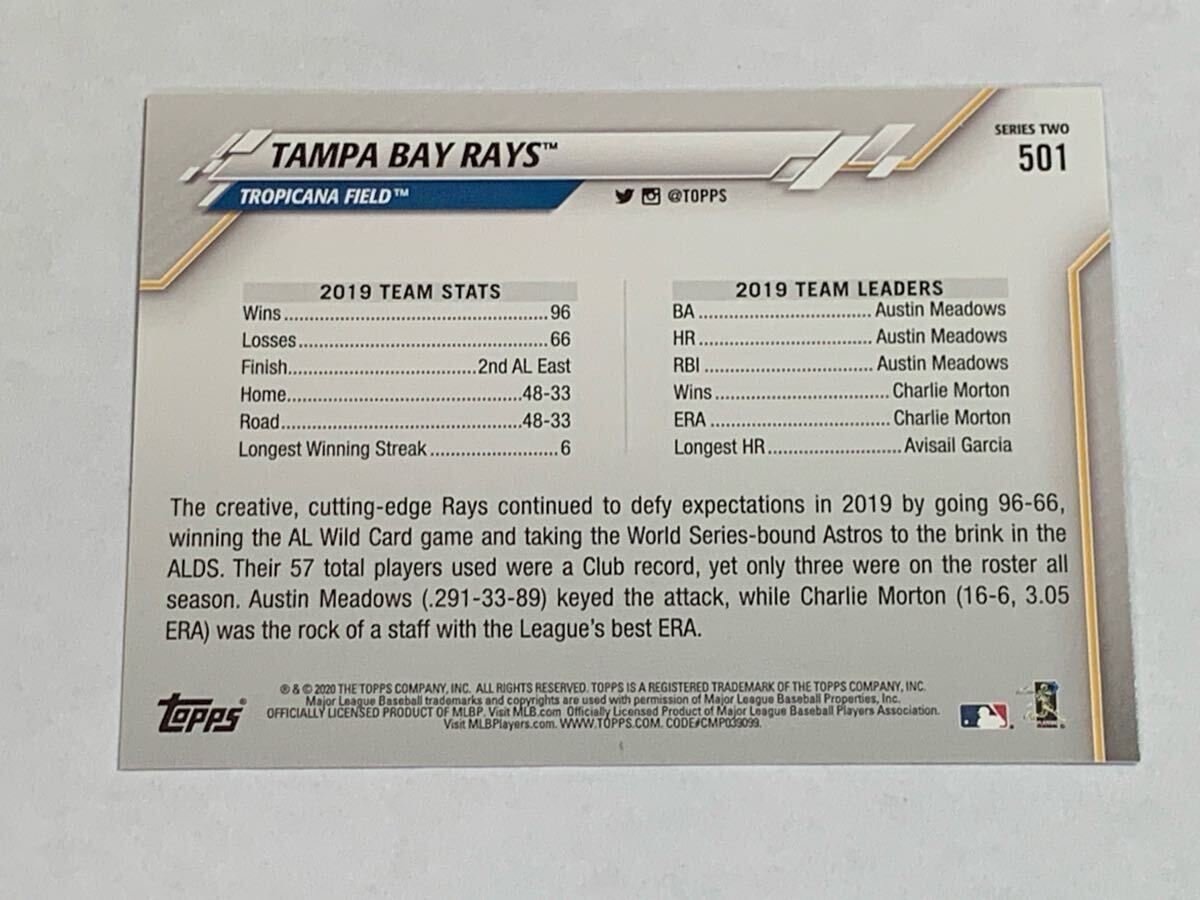 TAMPA BAY RAYS™
SERIES TWO
501
TROPICANA FIELD™
@TOPPS
2019 TEAM STATS
Wins..........96
Losses..........66
Finish..........2nd AL East
Home..........48-33
Road..........48-33
Longest Winning Streak..........6
2019 TEAM LEADERS
BA..........Austin Meadows
HR..........Austin Meadows
RBI..........Austin Meadows
Wins..........Charlie Morton
ERA..........Charlie Morton
Longest HR..........Avisail Garcia
The creative, cutting-edge Rays continued to defy expectations in 2019 by going 96-66,
winning the AL Wild Card game and taking the World Series-bound Astros to the brink in the
ALDS. Their 57 total players used were a Club record, yet only three were on the roster all
season. Austin Meadows (.291-33-89) keyed the attack, while Charlie Morton (16-6, 3.05
ERA) was the rock of a staff with the League's best ERA.
Topps®
® & © 2020 THE TOPPS COMPANY, INC. ALL RIGHTS RESERVED. TOPPS IS A REGISTERED TRADEMARK OF THE TOPPS COMPANY, INC.
Major League Baseball trademarks and copyrights are used with permission of Major League Baseball Properties, Inc.
OFFICIALLY LICENSED PRODUCT OF MLBP. Visit MLB.com Officially Licensed Product of Major League Baseball Players Association.
Visit MLBPlayers.com. WWW.TOPPS.COM. CODE#CMP039099.